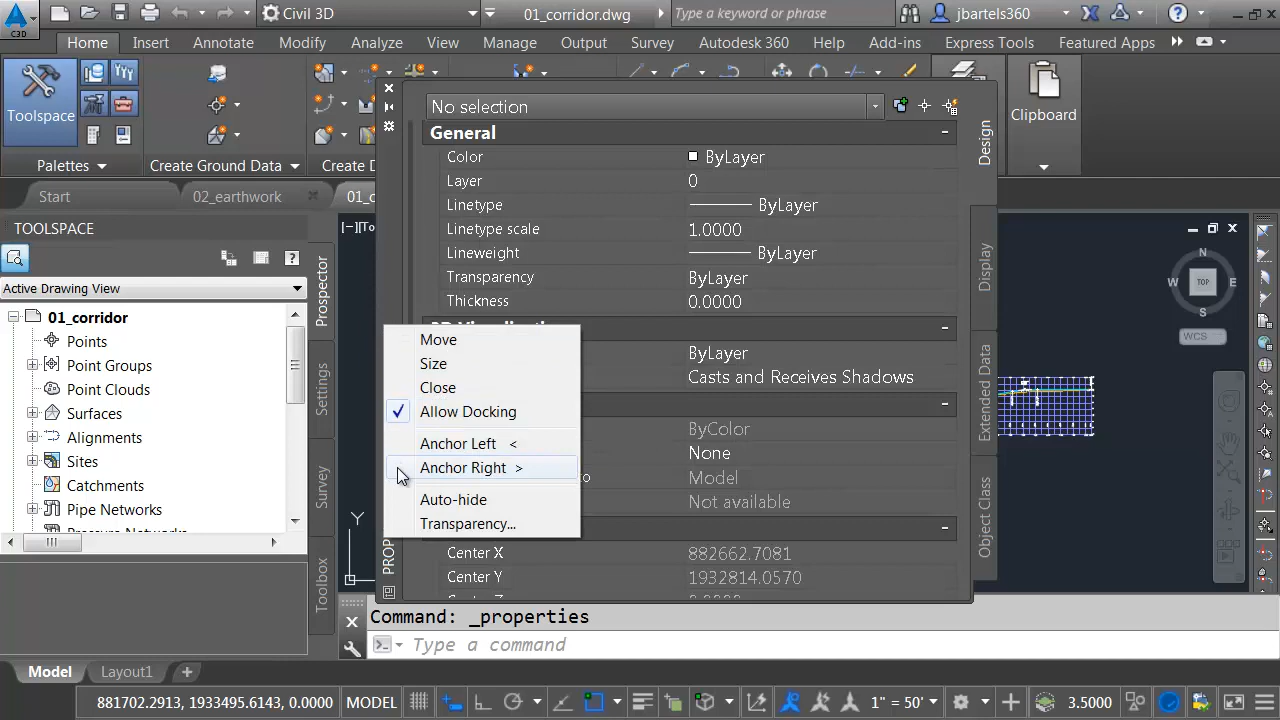 C3D
Civil 3D
01_corridor.dwg
Type a keyword or phrase
jbartels360
Home
Insert
Annotate
Modify
Analyze
View
Manage
Output
Survey
Autodesk 360
Help
Add-ins
Express Tools
Featured Apps
Toolspace
Palettes
Create Ground Data
Create D
Clipboard
Start
02_earthwork
01_c
No selection
General
Color
ByLayer
Layer
0
Linetype
ByLayer
Linetype scale
1.0000
Lineweight
ByLayer
Transparency
ByLayer
Thickness
0.0000
ByLayer
Casts and Receives Shadows
ByColor
None
Model
Not available
Center X
882662.7081
Center Y
1932814.0570
Design
Display
Extended Data
Object Class
PROP
Move
Size
Close
Allow Docking
Anchor Left <
Anchor Right >
Auto-hide
Transparency...
TOOLSPACE
Active Drawing View
01_corridor
Points
Point Groups
Point Clouds
Surfaces
Alignments
Sites
Catchments
Pipe Networks
Prospector
Settings
Survey
Toolbox
[−][To
N
W
TOP
E
S
WCS
Y
Command: _properties
Type a command
Model
Layout1
881702.2913, 1933495.6143, 0.0000
MODEL
1" = 50'
3.5000